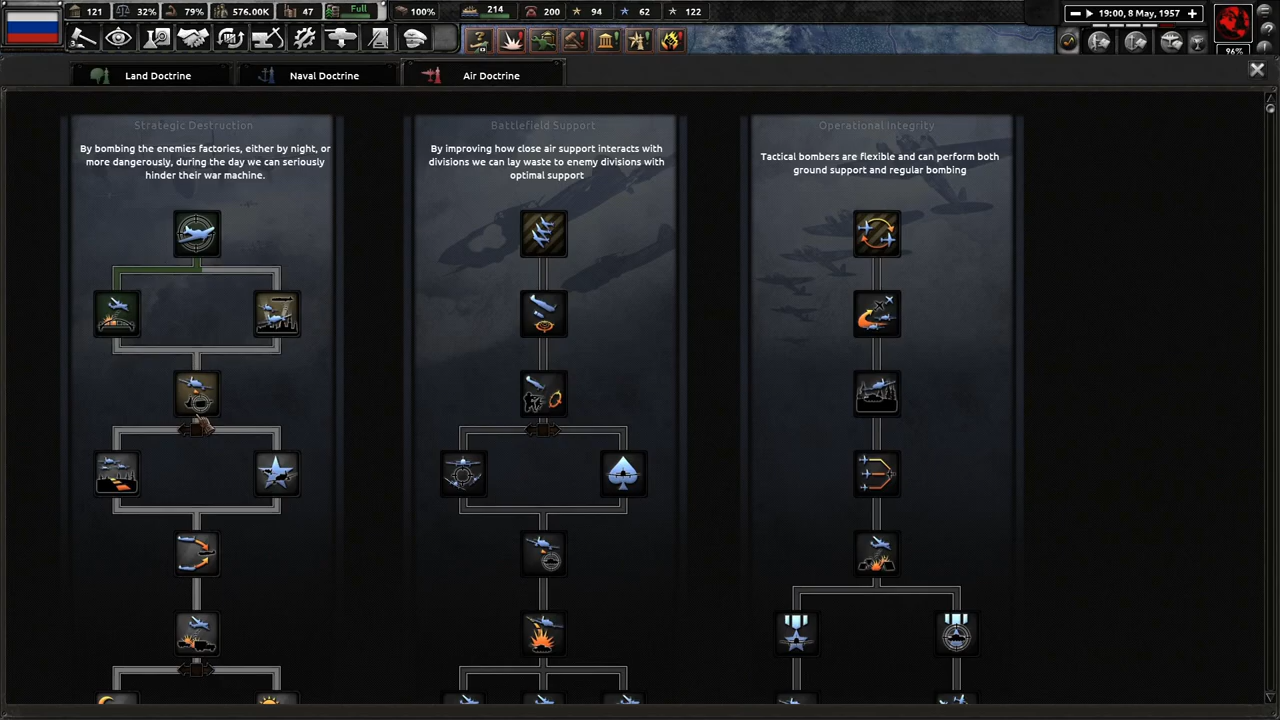 121 32% 79% 576.00K 47 Full 100% 214 200 94 62 122
19:00, 8 May, 1957
3
96%
Land Doctrine Naval Doctrine Air Doctrine
Strategic Destruction
By bombing the enemies factories, either by night, or
more dangerously, during the day we can seriously
hinder their war machine.
Battlefield Support
By improving how close air support interacts with
divisions we can lay waste to enemy divisions with
optimal support
Operational Integrity
Tactical bombers are flexible and can perform both
ground support and regular bombing